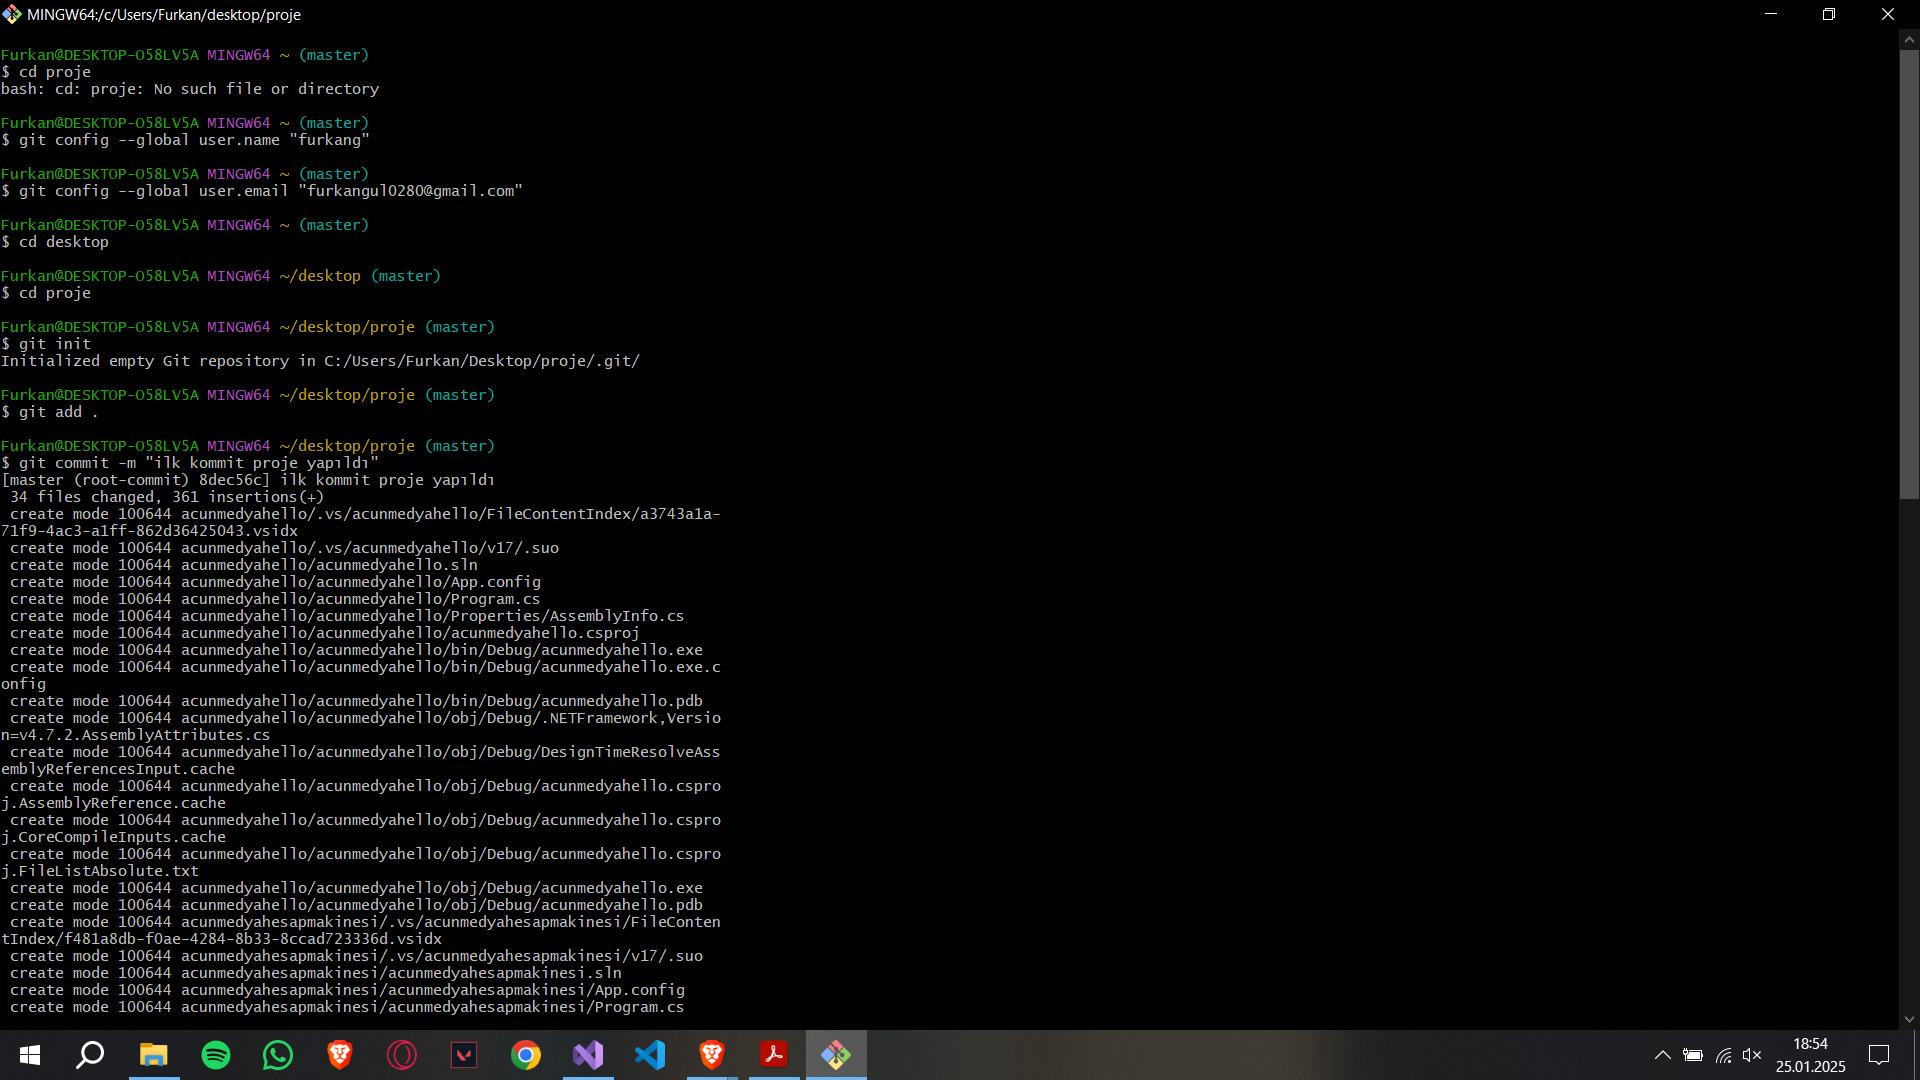 MINGW64:/c/Users/Furkan/desktop/proje
Furkan@DESKTOP-O58LV5A MINGW64 ~ (master)
$ cd proje
bash: cd: proje: No such file or directory
Furkan@DESKTOP-O58LV5A MINGW64 ~ (master)
$ git config --global user.name "furkang"
Furkan@DESKTOP-O58LV5A MINGW64 ~ (master)
$ git config --global user.email "furkangul0280@gmail.com"
Furkan@DESKTOP-O58LV5A MINGW64 ~ (master)
$ cd desktop
Furkan@DESKTOP-O58LV5A MINGW64 ~/desktop (master)
$ cd proje
Furkan@DESKTOP-O58LV5A MINGW64 ~/desktop/proje (master)
$ git init
Initialized empty Git repository in C:/Users/Furkan/Desktop/proje/.git/
Furkan@DESKTOP-O58LV5A MINGW64 ~/desktop/proje (master)
$ git add .
Furkan@DESKTOP-O58LV5A MINGW64 ~/desktop/proje (master)
$ git commit -m "ilk kommit proje yapıldı"
[master (root-commit) 8dec56c] ilk kommit proje yapıldı
 34 files changed, 361 insertions(+)
 create mode 100644 acunmedyahello/.vs/acunmedyahello/FileContentIndex/a3743a1a-
71f9-4ac3-a1ff-862d36425043.vsidx
 create mode 100644 acunmedyahello/.vs/acunmedyahello/v17/.suo
 create mode 100644 acunmedyahello/acunmedyahello.sln
 create mode 100644 acunmedyahello/acunmedyahello/App.config
 create mode 100644 acunmedyahello/acunmedyahello/Program.cs
 create mode 100644 acunmedyahello/acunmedyahello/Properties/AssemblyInfo.cs
 create mode 100644 acunmedyahello/acunmedyahello/acunmedyahello.csproj
 create mode 100644 acunmedyahello/acunmedyahello/bin/Debug/acunmedyahello.exe
 create mode 100644 acunmedyahello/acunmedyahello/bin/Debug/acunmedyahello.exe.c
onfig
 create mode 100644 acunmedyahello/acunmedyahello/bin/Debug/acunmedyahello.pdb
 create mode 100644 acunmedyahello/acunmedyahello/obj/Debug/.NETFramework,Versio
n=v4.7.2.AssemblyAttributes.cs
 create mode 100644 acunmedyahello/acunmedyahello/obj/Debug/DesignTimeResolveAss
emblyReferencesInput.cache
 create mode 100644 acunmedyahello/acunmedyahello/obj/Debug/acunmedyahello.cspro
j.AssemblyReference.cache
 create mode 100644 acunmedyahello/acunmedyahello/obj/Debug/acunmedyahello.cspro
j.CoreCompileInputs.cache
 create mode 100644 acunmedyahello/acunmedyahello/obj/Debug/acunmedyahello.cspro
j.FileListAbsolute.txt
 create mode 100644 acunmedyahello/acunmedyahello/obj/Debug/acunmedyahello.exe
 create mode 100644 acunmedyahello/acunmedyahello/obj/Debug/acunmedyahello.pdb
 create mode 100644 acunmedyahesapmakinesi/.vs/acunmedyahesapmakinesi/FileConten
tIndex/f481a8db-f0ae-4284-8b33-8ccad723336d.vsidx
 create mode 100644 acunmedyahesapmakinesi/.vs/acunmedyahesapmakinesi/v17/.suo
 create mode 100644 acunmedyahesapmakinesi/acunmedyahesapmakinesi.sln
 create mode 100644 acunmedyahesapmakinesi/acunmedyahesapmakinesi/App.config
 create mode 100644 acunmedyahesapmakinesi/acunmedyahesapmakinesi/Program.cs
18:54
25.01.2025